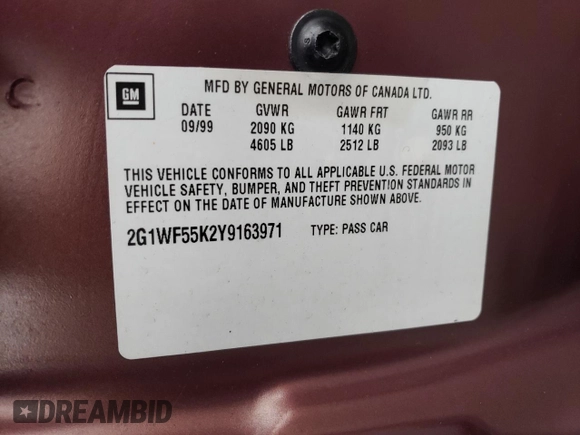 GM
MFD BY GENERAL MOTORS OF CANADA LTD.
DATE GVWR GAWR FRT GAWR RR
09/99 2090 KG 1140 KG 950 KG
4605 LB 2512 LB 2093 LB
THIS VEHICLE CONFORMS TO ALL APPLICABLE U.S. FEDERAL MOTOR
VEHICLE SAFETY, BUMPER, AND THEFT PREVENTION STANDARDS IN
EFFECT ON THE DATE OF MANUFACTURE SHOWN ABOVE.
2G1WF55K2Y9163971 TYPE: PASS CAR
DREAMBID